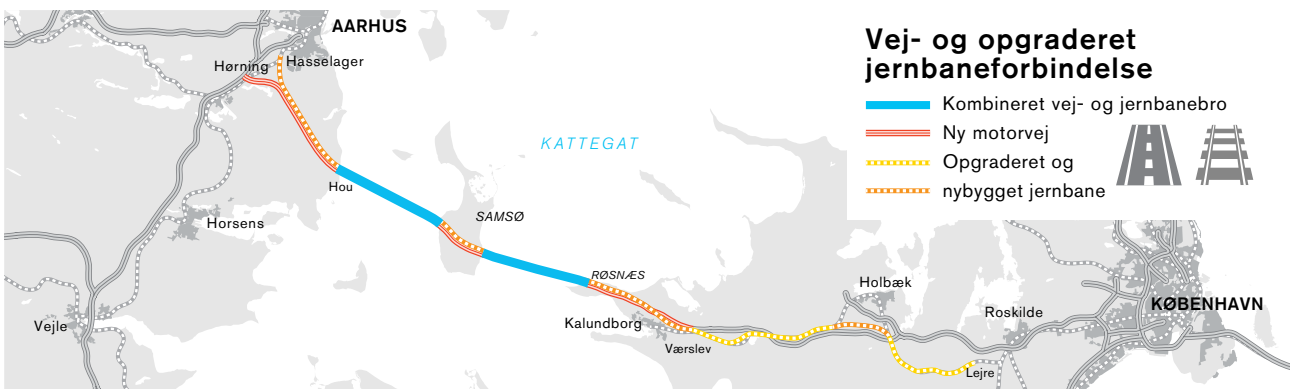 AARHUS
Hørning
Hasselager
Vej- og opgraderet
jernbaneforbindelse
Kombineret vej- og jernbanebro
Ny motorvej
Opgraderet og
nybygget jernbane
KATTEGAT
Hou
SAMSØ
Horsens
RØSNÆS
Holbæk
KØBENHAVN
Vejle
Kalundborg
Roskilde
Værslev
Lejre